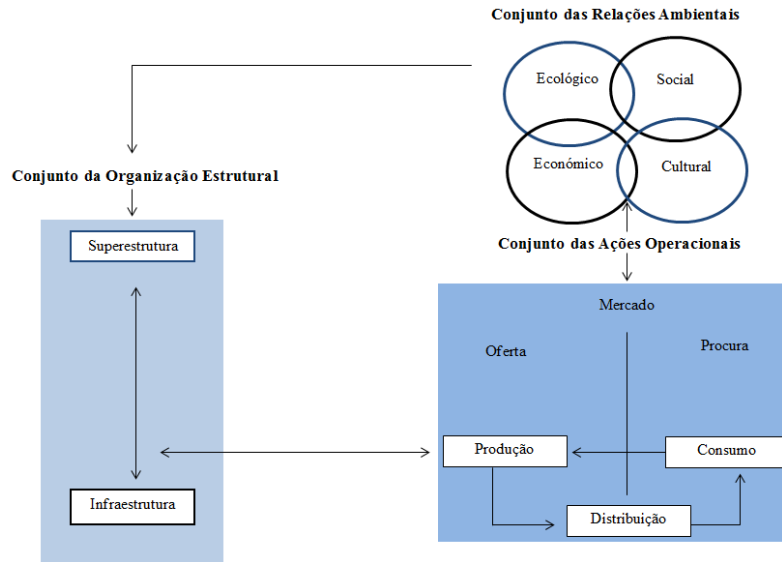 Conjunto das Relações Ambientais
Ecológico
Social
Económico
Cultural
Conjunto da Organização Estrutural
Superestrutura
Infraestrutura
Conjunto das Ações Operacionais
Mercado
Oferta
Procura
Produção
Consumo
Distribuição